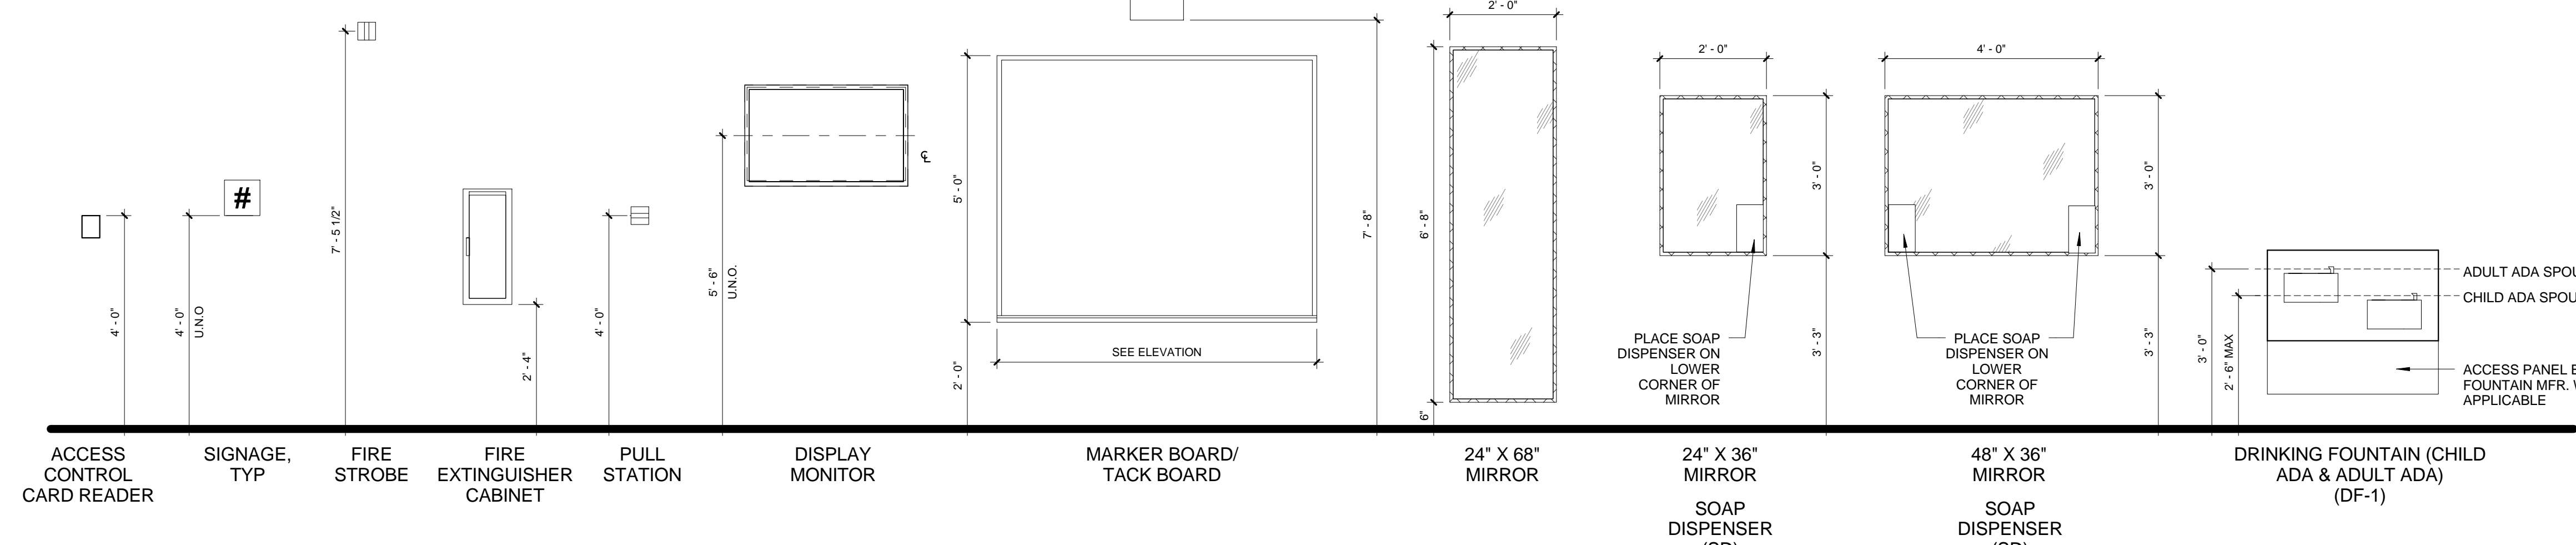 2' - 0"
2' - 0"
4' - 0"
#
℄
4' - 0"
4' - 0"
U.N.O
7' - 5 1/2"
2' - 4"
4' - 0"
5' - 6"
U.N.O.
5' - 0"
2' - 0"
SEE ELEVATION
7' - 8"
6' - 8"
6"
3' - 0"
3' - 3"
PLACE SOAP
DISPENSER ON
LOWER
CORNER OF
MIRROR
3' - 0"
3' - 3"
PLACE SOAP
DISPENSER ON
LOWER
CORNER OF
MIRROR
3' - 0"
2' - 6" MAX
ADULT ADA SPOU
CHILD ADA SPOU
ACCESS PANEL
FOUNTAIN MFR.
APPLICABLE
ACCESS
CONTROL
CARD READER
SIGNAGE,
TYP
FIRE
STROBE
FIRE
EXTINGUISHER
CABINET
PULL
STATION
DISPLAY
MONITOR
MARKER BOARD/
TACK BOARD
24" X 68"
MIRROR
24" X 36"
MIRROR
SOAP
DISPENSER
(SD)
48" X 36"
MIRROR
SOAP
DISPENSER
(SD)
DRINKING FOUNTAIN (CHILD
ADA & ADULT ADA)
(DF-1)